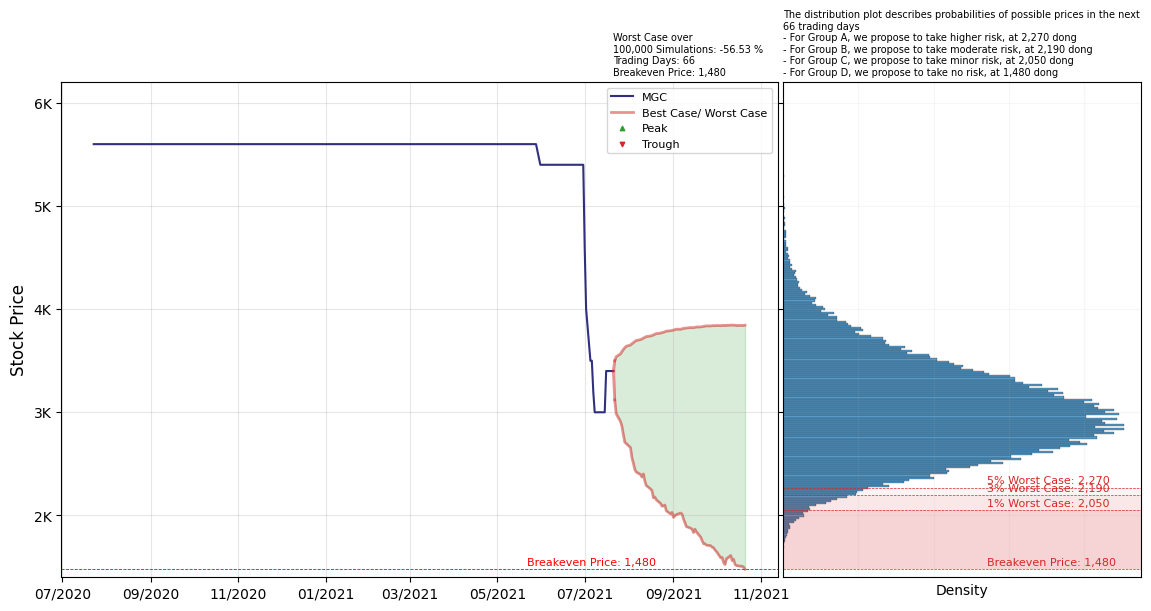 The distribution plot describes probabilities of possible prices in the next
66 trading days
- For Group A, we propose to take higher risk, at 2,270 dong
- For Group B, we propose to take moderate risk, at 2,190 dong
- For Group C, we propose to take minor risk, at 2,050 dong
- For Group D, we propose to take no risk, at 1,480 dong
Worst Case over
100,000 Simulations: -56.53 %
Trading Days: 66
Breakeven Price: 1,480
MGC
Best Case/ Worst Case
Peak
Trough
Stock Price
6K
5K
4K
3K
2K
Breakeven Price: 1,480
07/2020
09/2020
11/2020
01/2021
03/2021
05/2021
07/2021
09/2021
11/2021
5% Worst Case: 2,270
3% Worst Case: 2,190
1% Worst Case: 2,050
Breakeven Price: 1,480
Density